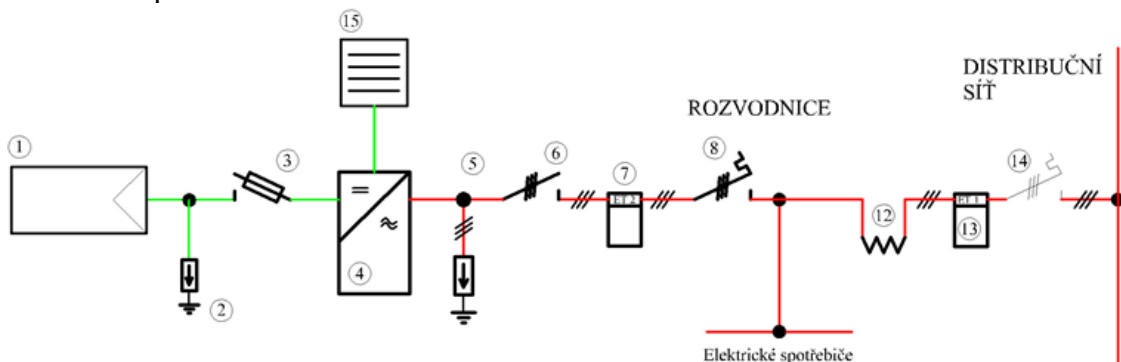 15
DISTRIBUČNÍ
SÍŤ
ROZVODNICE
1
3
5
6
7
8
14
ET 2
ET 1
12
13
4
2
Elektrické spotřebiče